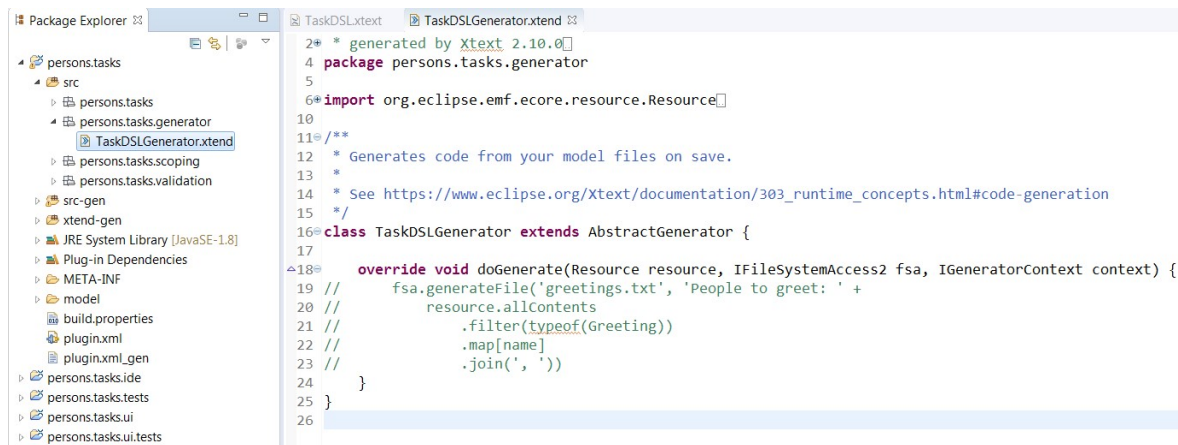 Package Explorer
persons.tasks
src
persons.tasks
persons.tasks.generator
TaskDSLGenerator.xtend
persons.tasks.scoping
persons.tasks.validation
src-gen
xtend-gen
JRE System Library [JavaSE-1.8]
Plug-in Dependencies
META-INF
model
build.properties
plugin.xml
plugin.xml_gen
persons.tasks.ide
persons.tasks.tests
persons.tasks.ui
persons.tasks.ui.tests
TaskDSL.xtext TaskDSLGenerator.xtend
2 * generated by Xtext 2.10.0
4 package persons.tasks.generator
5
6 import org.eclipse.emf.ecore.resource.Resource
10
11 /**
12 * Generates code from your model files on save.
13 *
14 * See https://www.eclipse.org/Xtext/documentation/303_runtime_concepts.html#code-generation
15 */
16 class TaskDSLGenerator extends AbstractGenerator {
17
18 override void doGenerate(Resource resource, IFileSystemAccess2 fsa, IGeneratorContext context) {
19 // fsa.generateFile('greetings.txt', 'People to greet: ' +
20 // resource.allContents
21 // .filter(typeof(Greeting))
22 // .map[name]
23 // .join(', '))
24 }
25 }
26